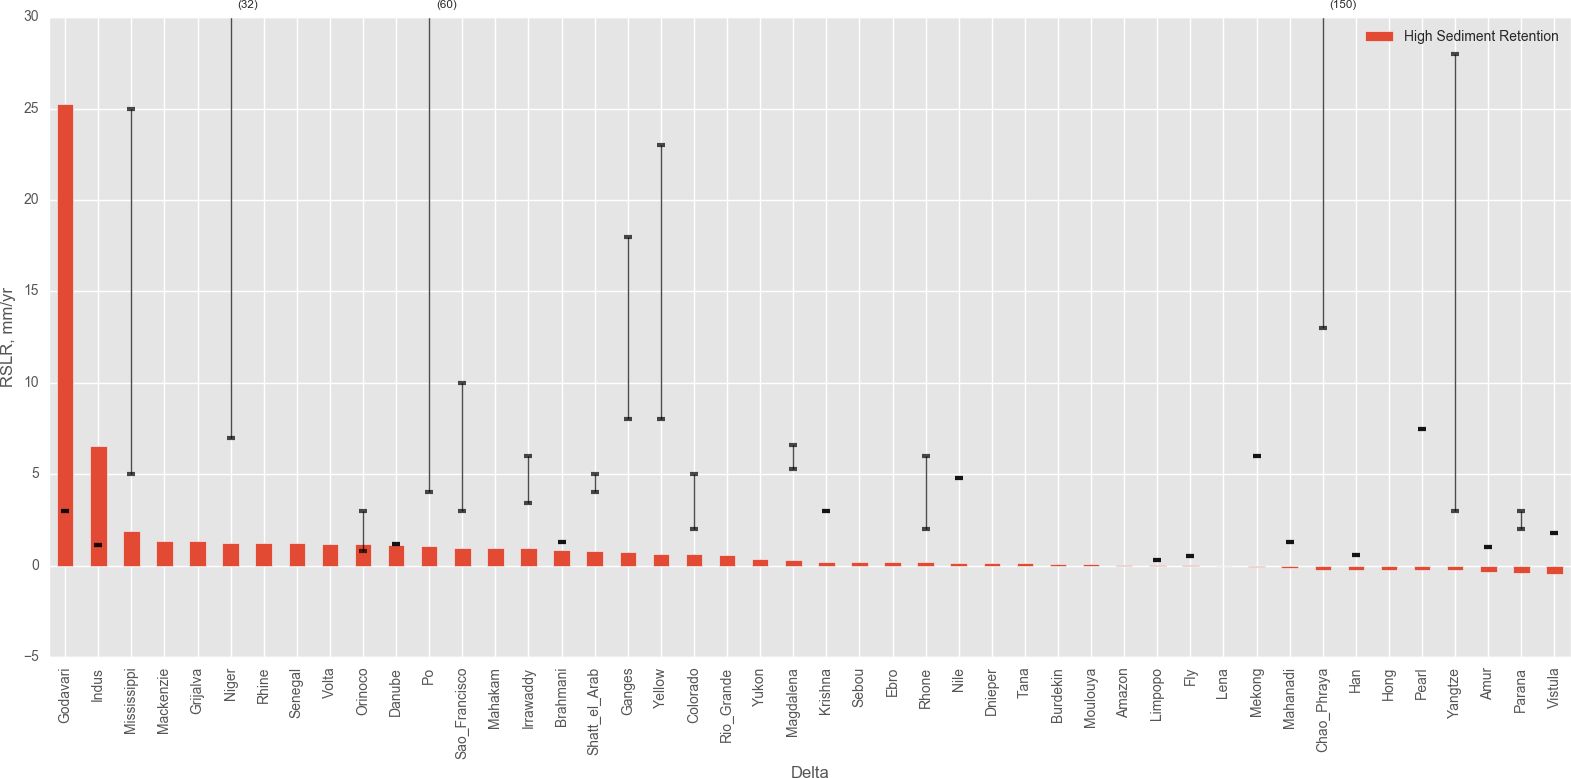 (32)
(60)
(150)
High Sediment Retention
30
25
20
15
10
5
0
−5
RSLR, mm/yr
Godavari
Indus
Mississippi
Mackenzie
Grijalva
Niger
Rhine
Senegal
Volta
Orinoco
Danube
Po
Sao_Francisco
Mahakam
Irrawaddy
Brahmani
Shatt_el_Arab
Ganges
Yellow
Colorado
Rio_Grande
Yukon
Magdalena
Krishna
Sebou
Ebro
Rhone
Nile
Dnieper
Tana
Burdekin
Moulouya
Amazon
Limpopo
Fly
Lena
Mekong
Mahanadi
Chao_Phraya
Han
Hong
Pearl
Yangtze
Amur
Parana
Vistula
Delta